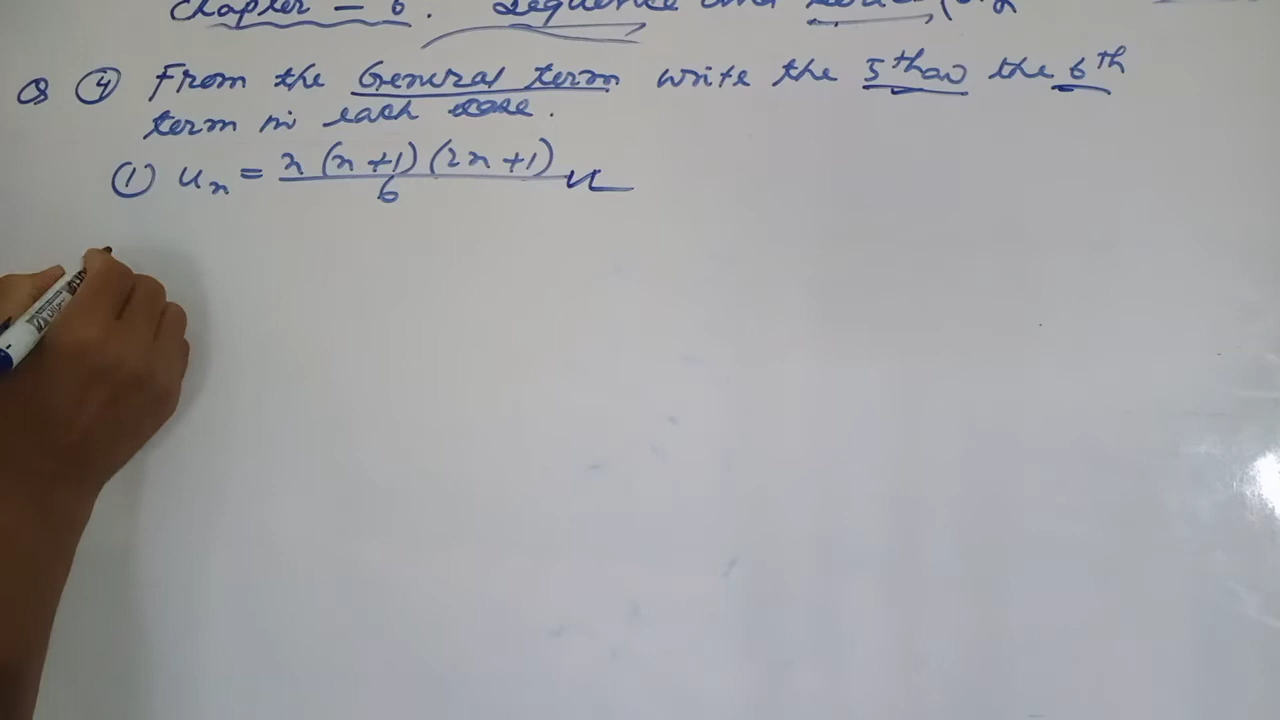 Chapter - 6. Sequence and
Q (4) From the General term write the 5th an the 6th
term in each case.
(1) uₙ = n(n+1)(2n+1)
6